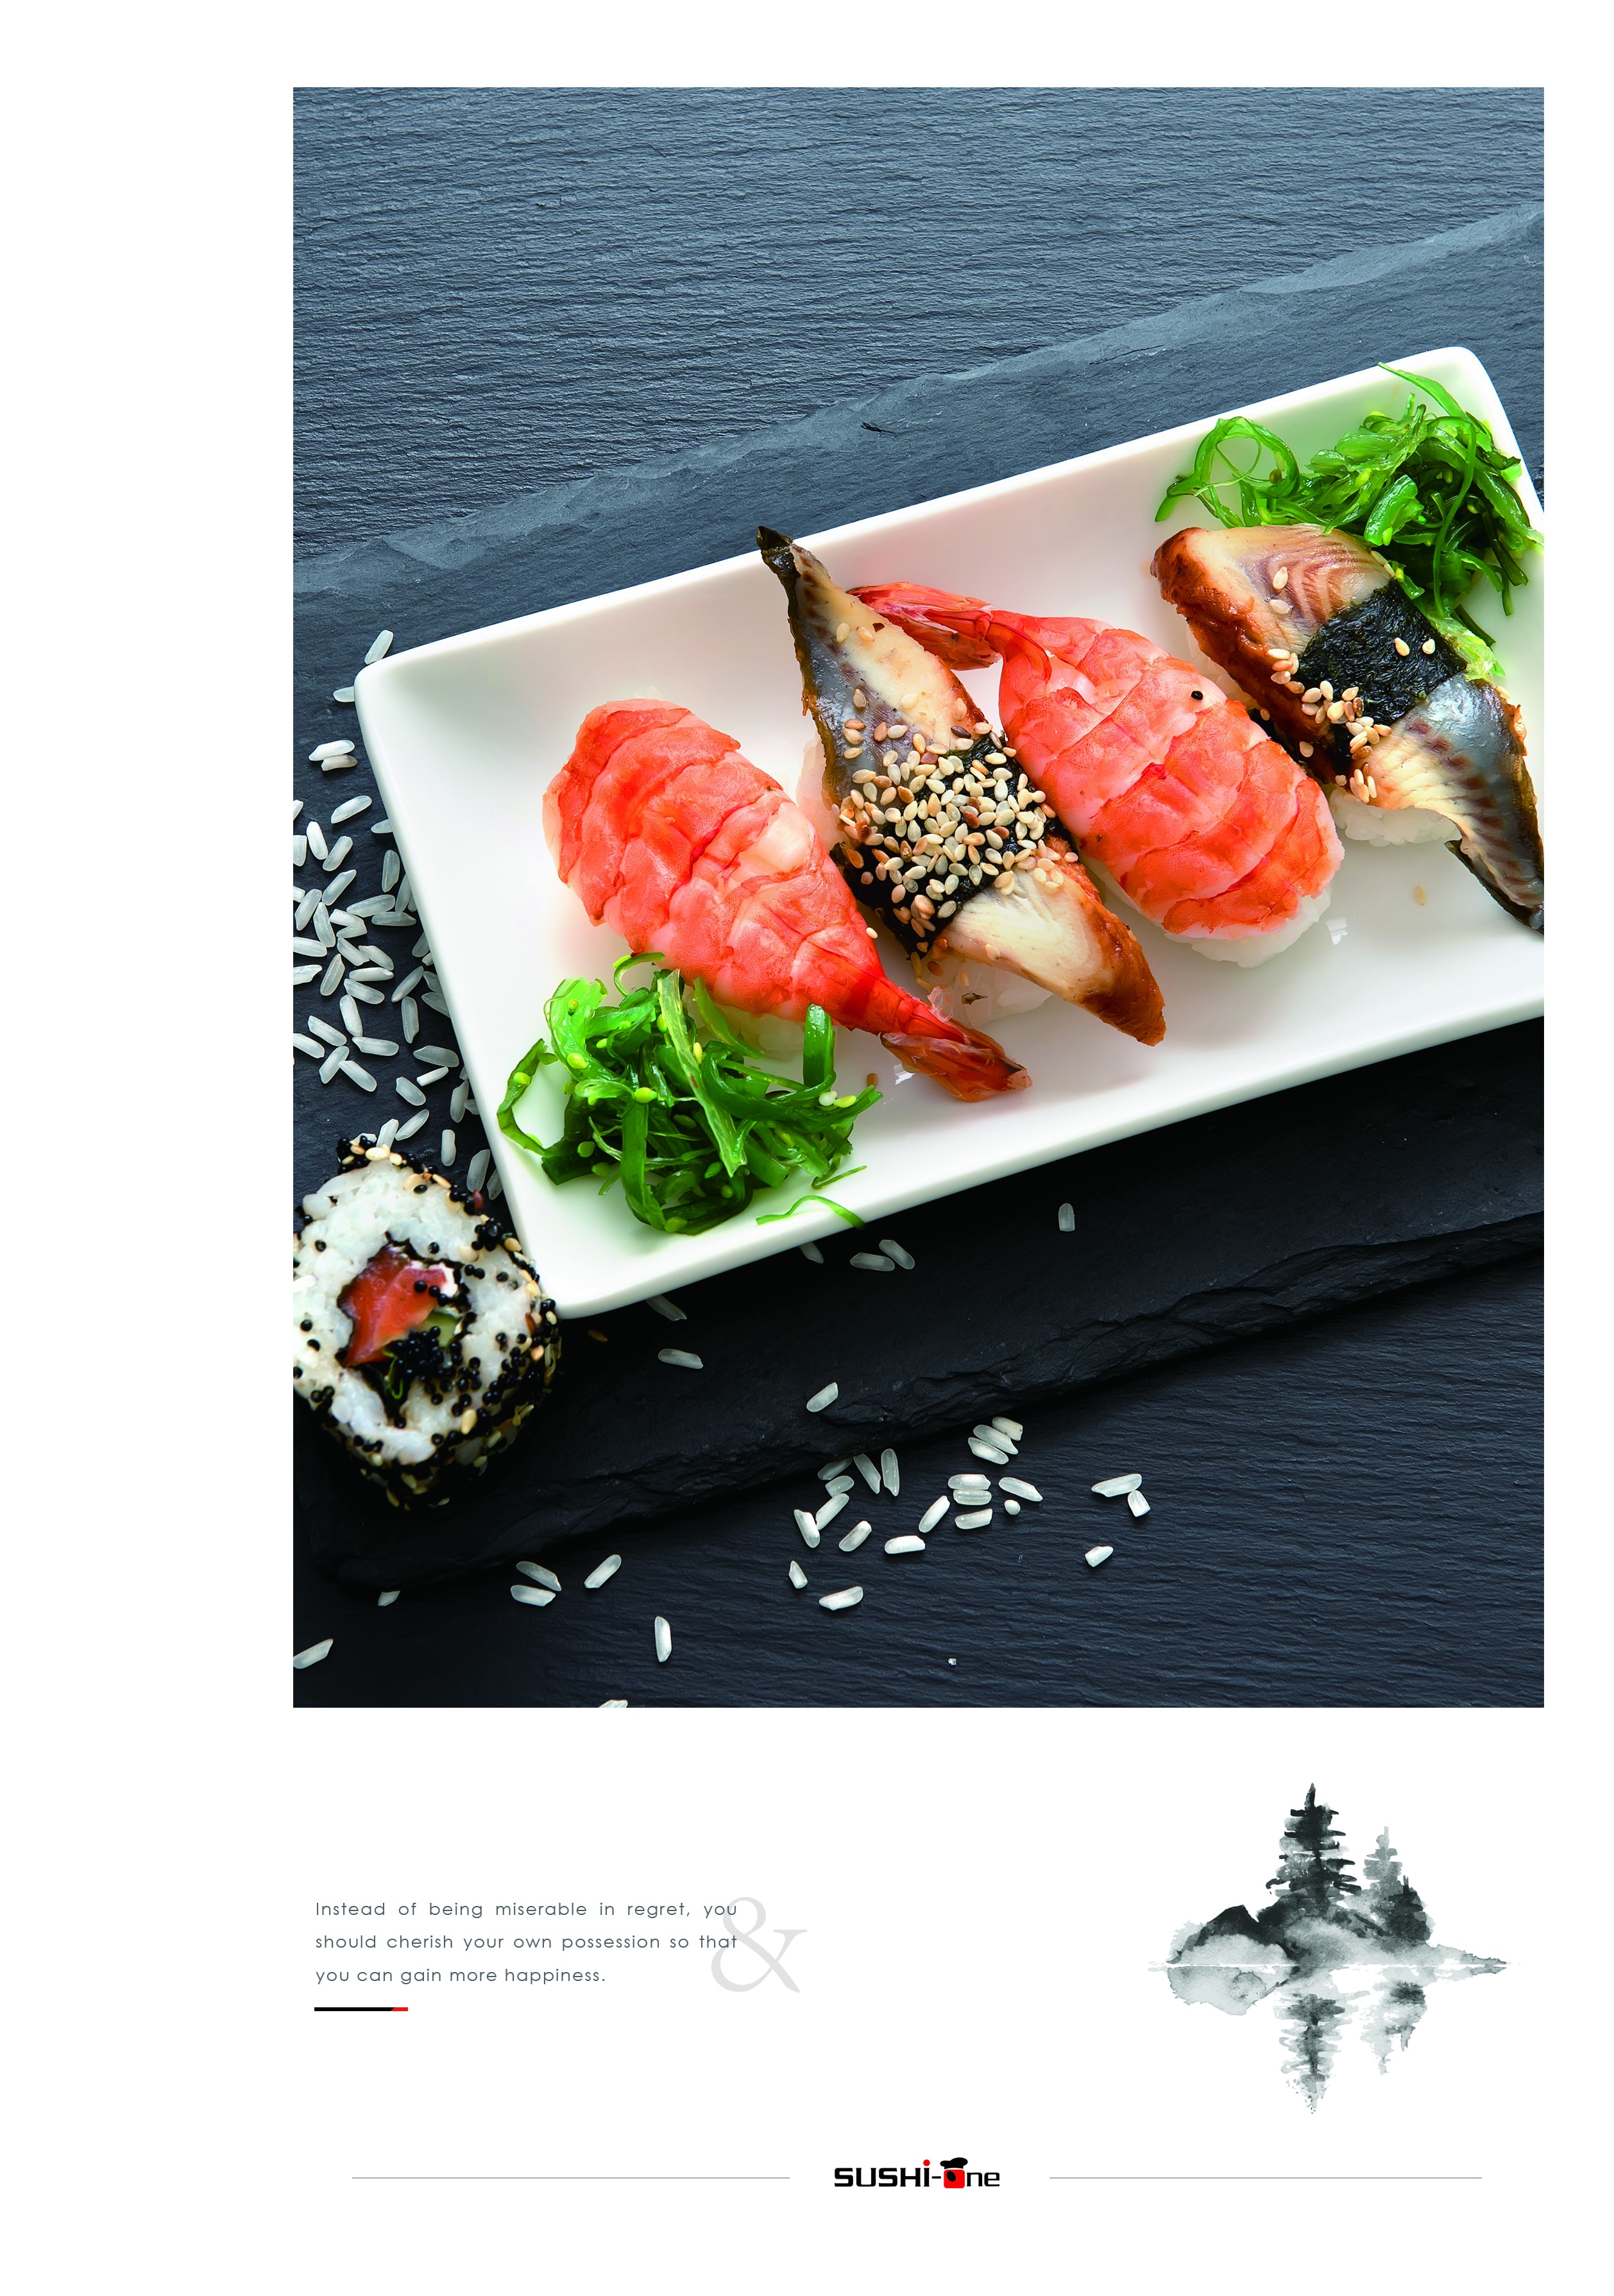 Instead of being miserable in regret, you
should cherish your own possession so that
you can gain more happiness.
&
SUSHi-One